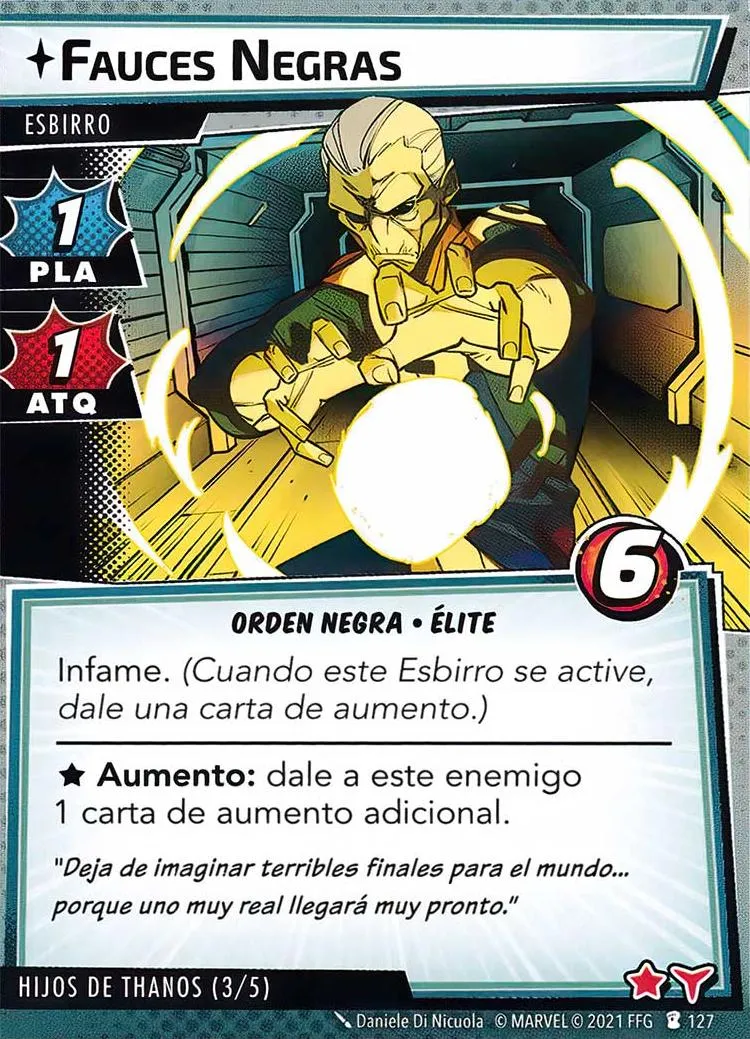 FAUCES NEGRAS
ESBIRRO
1
PLA
1
ATQ
6
ORDEN NEGRA • ÉLITE
Infame. (Cuando este Esbirro se active,
dale una carta de aumento.)
★ Aumento: dale a este enemigo
1 carta de aumento adicional.
"Deja de imaginar terribles finales para el mundo...
porque uno muy real llegará muy pronto."
HIJOS DE THANOS (3/5)
Daniele Di Nicuola © MARVEL © 2021 FFG 127